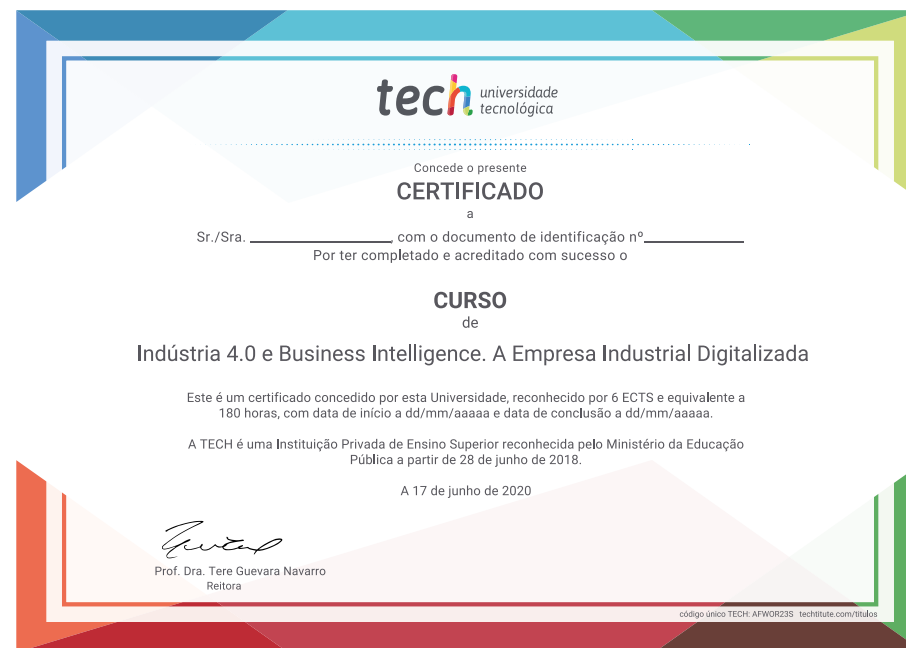 tech universidade
tecnológica
Concede o presente
CERTIFICADO
a
Sr./Sra. , com o documento de identificação nº
Por ter completado e acreditado com sucesso o
CURSO
de
Indústria 4.0 e Business Intelligence. A Empresa Industrial Digitalizada
Este é um certificado concedido por esta Universidade, reconhecido por 6 ECTS e equivalente a
180 horas, com data de início a dd/mm/aaaaa e data de conclusão a dd/mm/aaaaa.
A TECH é uma Instituição Privada de Ensino Superior reconhecida pelo Ministério da Educação
Pública a partir de 28 de junho de 2018.
A 17 de junho de 2020
Prof. Dra. Tere Guevara Navarro
Reitora
código único TECH: AFWOR23S techtitute.com/titulos